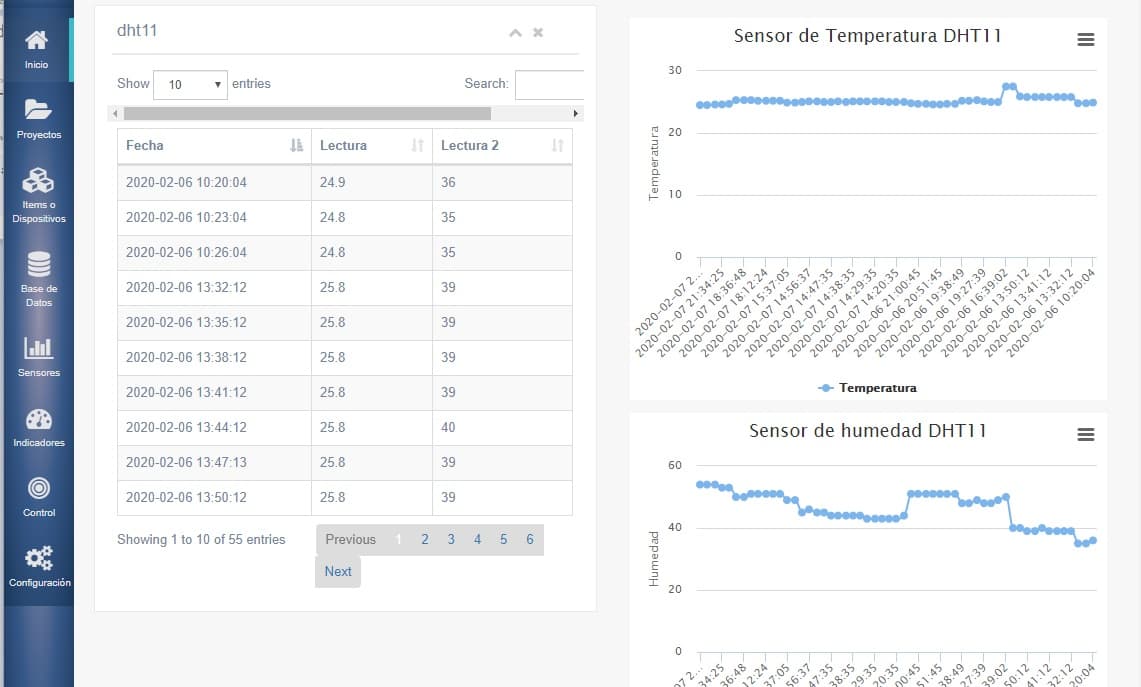 Inicio
Proyectos
Items o
Dispositivos
Base de
Datos
Sensores
Indicadores
Control
Configuración
dht11
Show 10 entries
Search:
Fecha Lectura Lectura 2
2020-02-06 10:20:04 24.9 36
2020-02-06 10:23:04 24.8 35
2020-02-06 10:26:04 24.8 35
2020-02-06 13:32:12 25.8 39
2020-02-06 13:35:12 25.8 39
2020-02-06 13:38:12 25.8 39
2020-02-06 13:41:12 25.8 39
2020-02-06 13:44:12 25.8 40
2020-02-06 13:47:13 25.8 39
2020-02-06 13:50:12 25.8 39
Showing 1 to 10 of 55 entries
Previous 1 2 3 4 5 6
Next
Sensor de Temperatura DHT11
Temperatura
30
20
10
0
2020-02-07 2...
2020-02-07 21:34:25
2020-02-07 18:36:48
2020-02-07 18:12:24
2020-02-07 15:37:05
2020-02-07 14:56:37
2020-02-07 14:47:35
2020-02-07 14:38:35
2020-02-07 14:29:35
2020-02-07 14:20:35
2020-02-06 21:00:45
2020-02-06 20:51:45
2020-02-06 19:38:49
2020-02-06 19:27:39
2020-02-06 16:39:02
2020-02-06 13:50:12
2020-02-06 13:41:12
2020-02-06 13:32:12
2020-02-06 10:20:04
Temperatura
Sensor de humedad DHT11
Humedad
60
40
20
0
07 2...
34:25
36:48
12:24
37:05
56:37
47:35
38:35
29:35
20:35
00:45
51:45
38:49
27:39
39:02
50:12
41:12
32:12
20:04